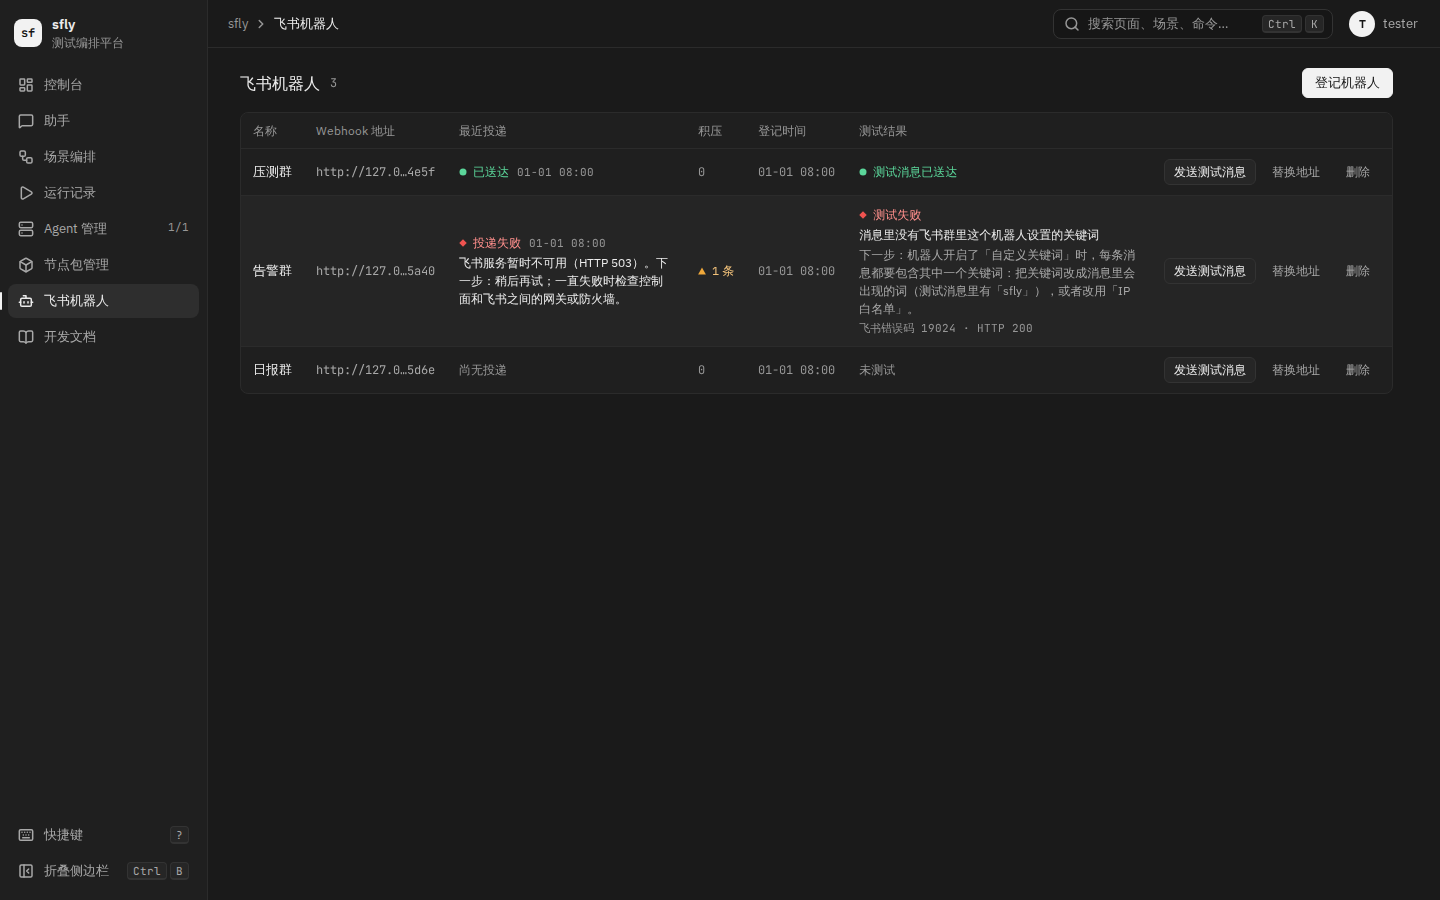 sf
sfly
测试编排平台
控制台
助手
场景编排
运行记录
Agent 管理 1/1
节点包管理
飞书机器人
开发文档
快捷键 ?
折叠侧边栏 Ctrl B
sfly > 飞书机器人
搜索页面、场景、命令... Ctrl K
T tester
飞书机器人 3
登记机器人
名称 Webhook 地址 最近投递 积压 登记时间 测试结果
压测群 http://127.0…4e5f 已送达 01-01 08:00 0 01-01 08:00 测试消息已送达 发送测试消息 替换地址 删除
告警群 http://127.0…5a40
投递失败 01-01 08:00
飞书服务暂时不可用（HTTP 503）。下
一步：稍后再试；一直失败时检查控制
面和飞书之间的网关或防火墙。
1 条 01-01 08:00
测试失败
消息里没有飞书群里这个机器人设置的关键词
下一步：机器人开启了「自定义关键词」时，每条消
息都要包含其中一个关键词：把关键词改成消息里会
出现的词（测试消息里有「sfly」），或者改用「IP
白名单」。
飞书错误码 19024 · HTTP 200
发送测试消息 替换地址 删除
日报群 http://127.0…5d6e 尚无投递 0 01-01 08:00 未测试 发送测试消息 替换地址 删除